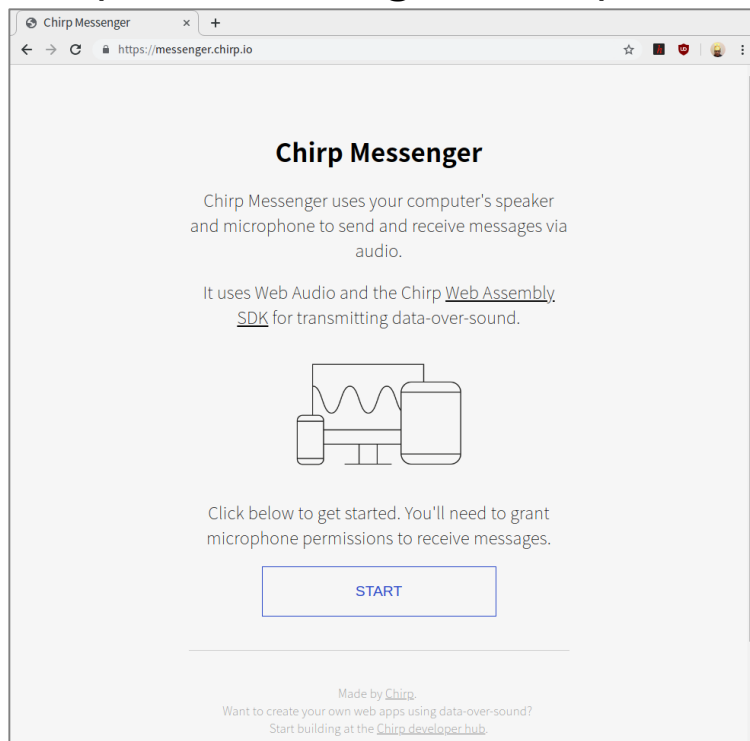 Chirp Messenger
https://messenger.chirp.io
Chirp Messenger
Chirp Messenger uses your computer's speaker
and microphone to send and receive messages via
audio.
It uses Web Audio and the Chirp Web Assembly
SDK for transmitting data-over-sound.
Click below to get started. You'll need to grant
microphone permissions to receive messages.
START
Made by Chirp.
Want to create your own web apps using data-over-sound?
Start building at the Chirp developer hub.